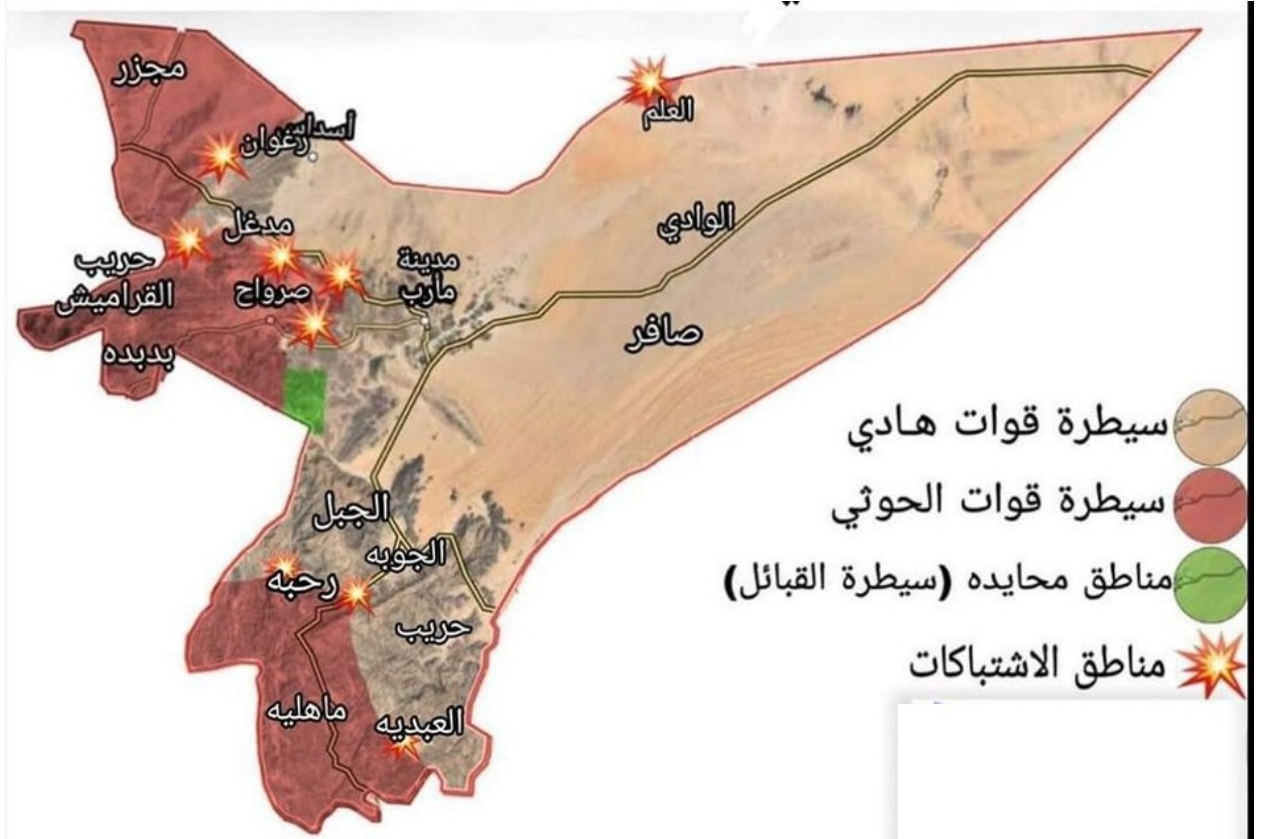 مجزر
أسداس
رغوان
العلم
مدغل
الوادي
حريب
القراميش
صرواح
مدينة
مأرب
بدبده
صافر
سيطرة قوات هادي
سيطرة قوات الحوثي
مناطق محايده (سيطرة القبائل)
مناطق الاشتباكات
الجبل
الجوبه
رحبه
حريب
ماهليه
العبديه